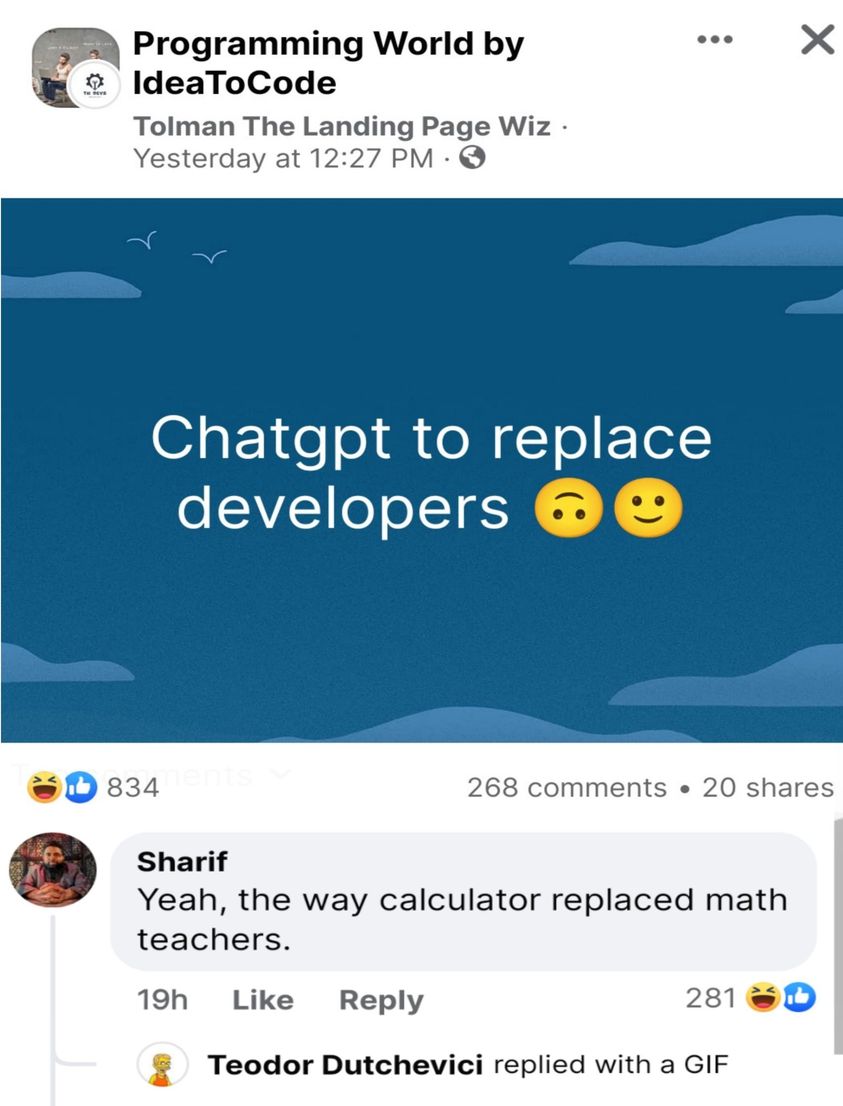 Programming World by
IdeaToCode
Tolman The Landing Page Wiz ·
Yesterday at 12:27 PM ·
Chatgpt to replace
developers 🙃🙂
834
268 comments • 20 shares
Sharif
Yeah, the way calculator replaced math
teachers.
19h Like Reply 281
Teodor Dutchevici replied with a GIF